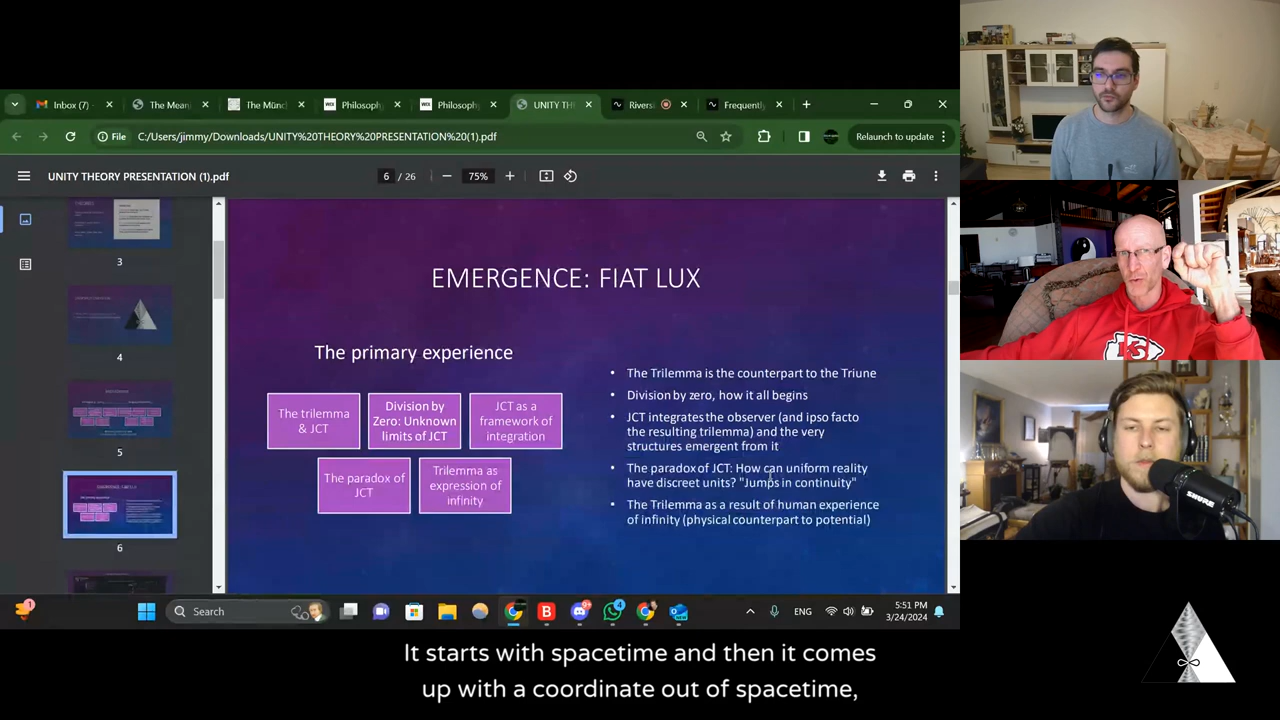 Inbox (7)
The Mean
The Münc
Philosoph
Philosoph
UNITY TH
Rivers
Frequently
File
C:/Users/jimmy/Downloads/UNITY%20THEORY%20PRESENTATION%20(1).pdf
Relaunch to update
UNITY THEORY PRESENTATION (1).pdf
6 / 26
75%
3
4
5
6
EMERGENCE: FIAT LUX
The primary experience
The trilemma
& JCT
Division by
Zero: Unknown
limits of JCT
JCT as a
framework of
integration
The paradox of
JCT
Trilemma as
expression of
infinity
• The Trilemma is the counterpart to the Triune
• Division by zero, how it all begins
• JCT integrates the observer (and ipso facto
the resulting trilemma) and the very
structures emergent from it
• The paradox of JCT: How can uniform reality
have discreet units? "Jumps in continuity"
• The Trilemma as a result of human experience
of infinity (physical counterpart to potential)
Search
ENG
5:51 PM
3/24/2024
It starts with spacetime and then it comes
up with a coordinate out of spacetime,
SHURE